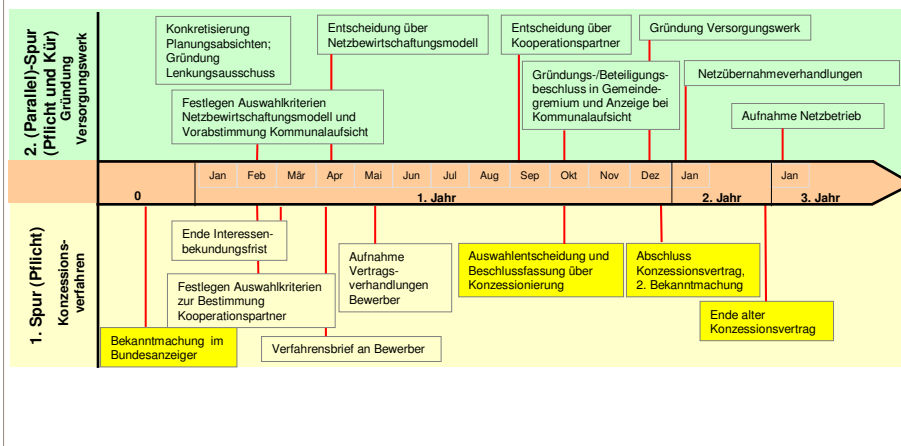 2. (Parallel)-Spur
(Pflicht und Kür)
Gründung
Versorgungswerk
Konkretisierung
Planungsabsichten;
Gründung
Lenkungsausschuss
Entscheidung über
Netzbewirtschaftungsmodell
Entscheidung über
Kooperationspartner
Gründung Versorgungswerk
Festlegen Auswahlkriterien
Netzbewirtschaftungsmodell und
Vorabstimmung Kommunalaufsicht
Gründungs-/Beteiligungs-
beschluss in Gemeinde-
gremium und Anzeige bei
Kommunalaufsicht
Netzübernahmeverhandlungen
Aufnahme Netzbetrieb
Jan Feb Mär Apr Mai Jun Jul Aug Sep Okt Nov Dez Jan Jan
0 1. Jahr 2. Jahr 3. Jahr
1. Spur (Pflicht)
Konzessions-
verfahren
Ende Interessen-
bekundungsfrist
Festlegen Auswahlkriterien
zur Bestimmung
Kooperationspartner
Aufnahme
Vertrags-
verhandlungen
Bewerber
Auswahlentscheidung und
Beschlussfassung über
Konzessionierung
Abschluss
Konzessionsvertrag,
2. Bekanntmachung
Ende alter
Konzessionsvertrag
Bekanntmachung im
Bundesanzeiger
Verfahrensbrief an Bewerber